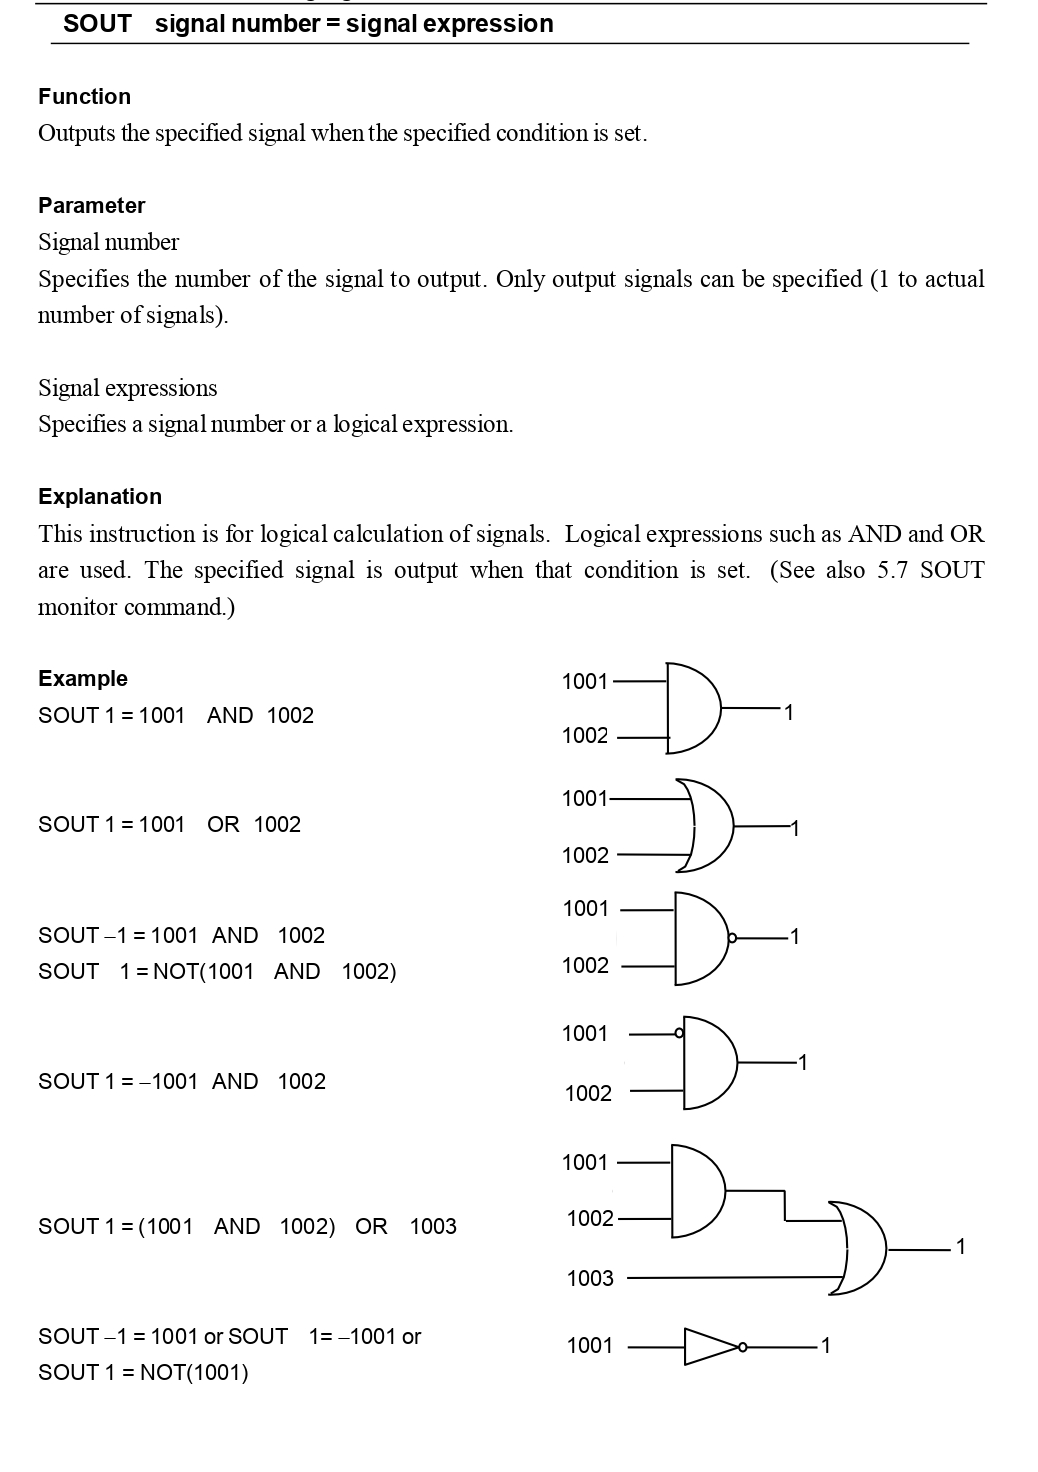 SOUT signal number = signal expression
Function
Outputs the specified signal when the specified condition is set.
Parameter
Signal number
Specifies the number of the signal to output. Only output signals can be specified (1 to actual
number of signals).
Signal expressions
Specifies a signal number or a logical expression.
Explanation
This instruction is for logical calculation of signals. Logical expressions such as AND and OR
are used. The specified signal is output when that condition is set. (See also 5.7 SOUT
monitor command.)
Example
1001
SOUT 1 = 1001 AND 1002
1
1002
1001
SOUT 1 = 1001 OR 1002
1
1002
1001
SOUT –1 = 1001 AND 1002
1
1002
SOUT 1 = NOT(1001 AND 1002)
1001
1
SOUT 1 = –1001 AND 1002
1002
1001
1002
SOUT 1 = (1001 AND 1002) OR 1003
1
1003
SOUT –1 = 1001 or SOUT 1= –1001 or
1001
1
SOUT 1 = NOT(1001)